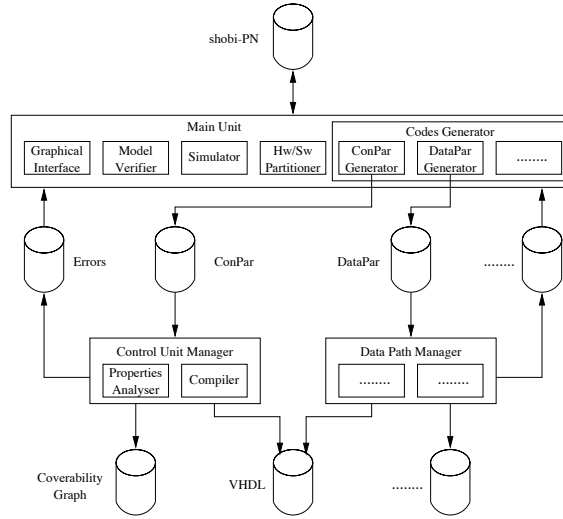 shobi-PN
Main Unit
Codes Generator
Graphical
Interface
Model
Verifier
Simulator
Hw/Sw
Partitioner
ConPar
Generator
DataPar
Generator
........
Errors
ConPar
DataPar
........
Control Unit Manager
Properties
Analyser
Compiler
Data Path Manager
........
........
Coverability
Graph
VHDL
........